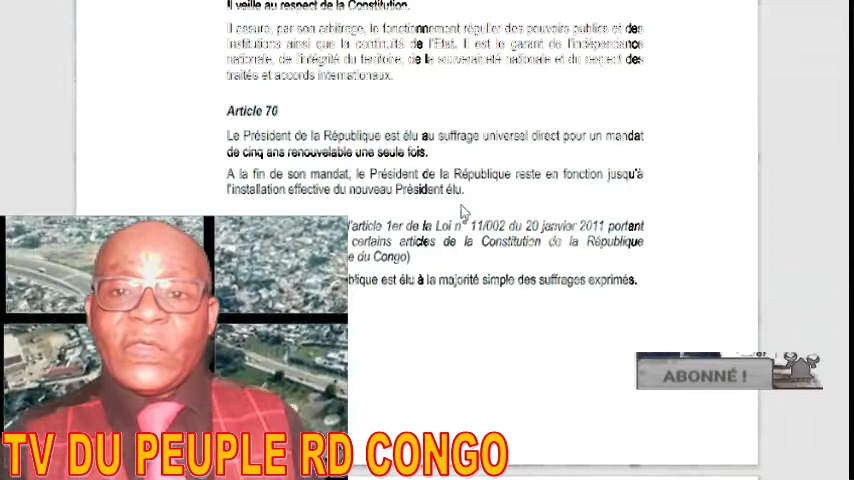 Il veille au respect de la Constitution.
Il assure, par son arbitrage, le fonctionnement régulier des pouvoirs publics et des
Institutions ainsi que la continuité de l'Etat. Il est le garant de l'indépendance
nationale, de l'intégrité du territoire, de la souveraineté nationale et du respect des
traités et accords internationaux.
Article 70
Le Président de la République est élu au suffrage universel direct pour un mandat
de cinq ans renouvelable une seule fois.
A la fin de son mandat, le Président de la République reste en fonction jusqu'à
l'installation effective du nouveau Président élu.
l'article 1er de la Loi n° 11/002 du 20 janvier 2011 portant
certains articles de la Constitution de la République
e du Congo)
blique est élu à la majorité simple des suffrages exprimés.
ABONNÉ !
TV DU PEUPLE RD CONGO